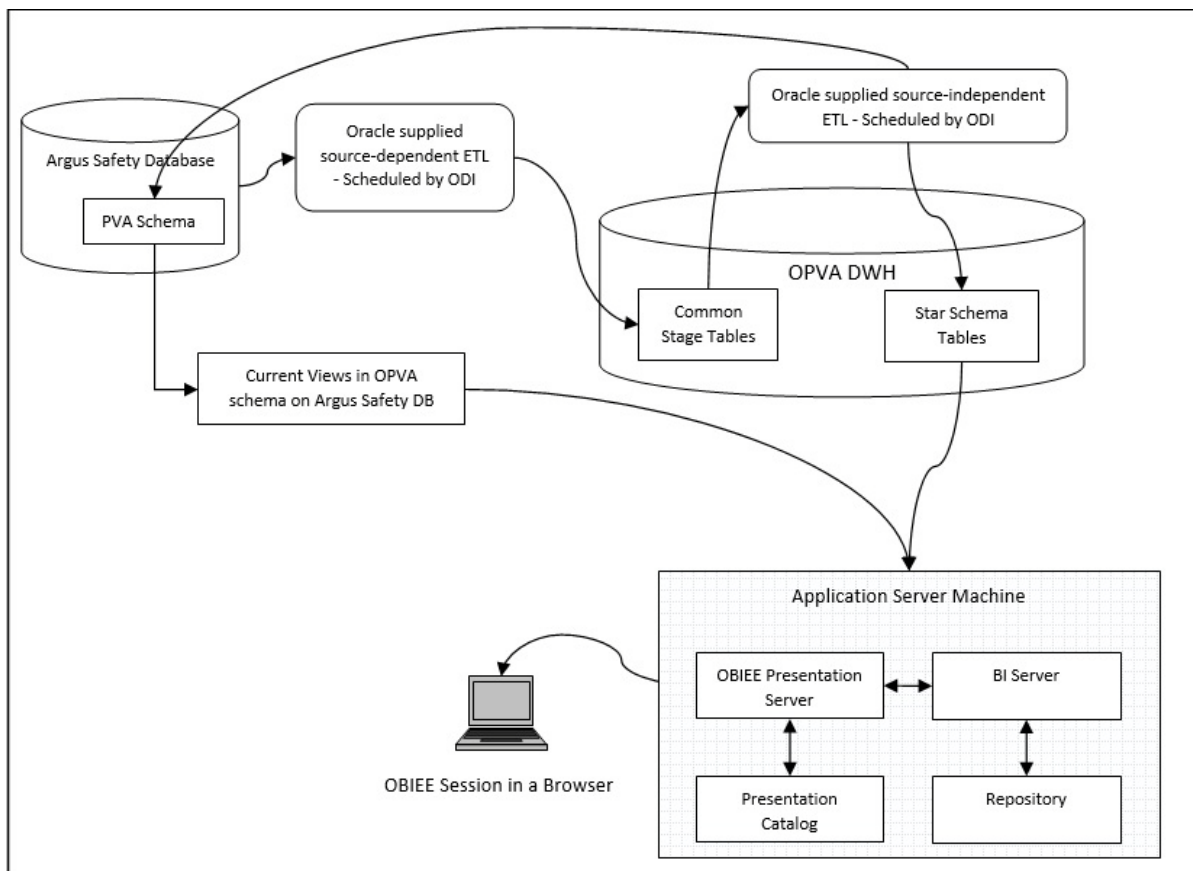 Oracle supplied source-independent
ETL - Scheduled by ODI
Oracle supplied
source-dependent ETL
- Scheduled by ODI
Argus Safety Database
PVA Schema
OPVA DWH
Common
Stage Tables
Star Schema
Tables
Current Views in OPVA
schema on Argus Safety DB
Application Server Machine
OBIEE Presentation
Server
BI Server
Presentation
Catalog
Repository
OBIEE Session in a Browser